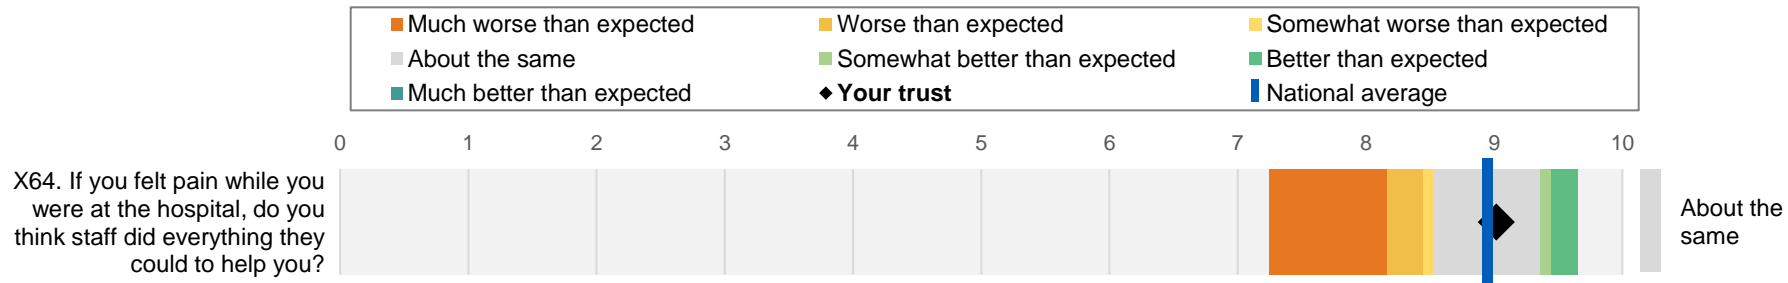 Much worse than expected
Worse than expected
Somewhat worse than expected
About the same
Somewhat better than expected
Better than expected
Much better than expected
Your trust
National average
0 1 2 3 4 5 6 7 8 9 10
X64. If you felt pain while you
were at the hospital, do you
think staff did everything they
could to help you?
About the
same